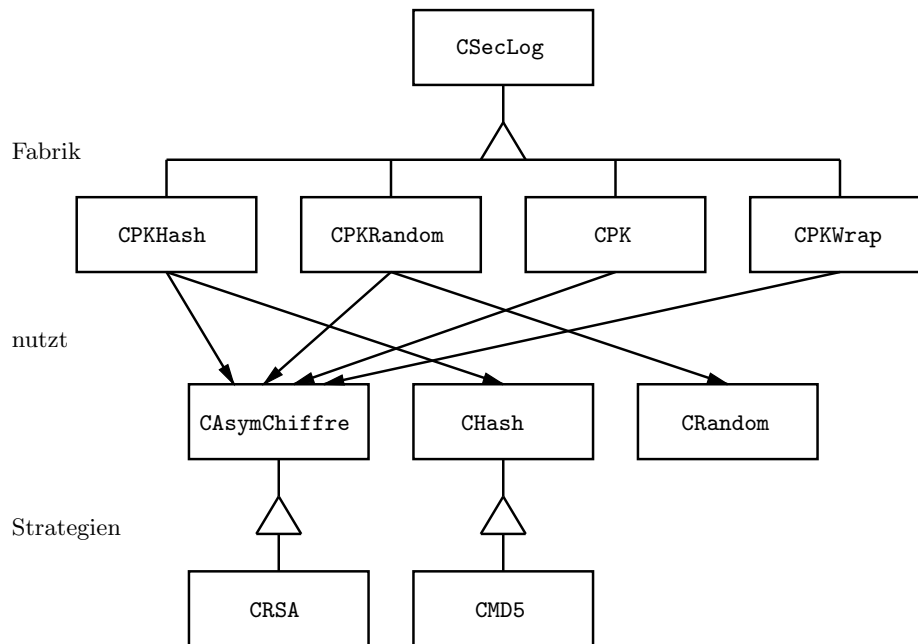 CSecLog
Fabrik
CPKHash CPKRandom CPK CPKWrap
nutzt
CAsymChiffre CHash CRandom
Strategien
CRSA CMD5